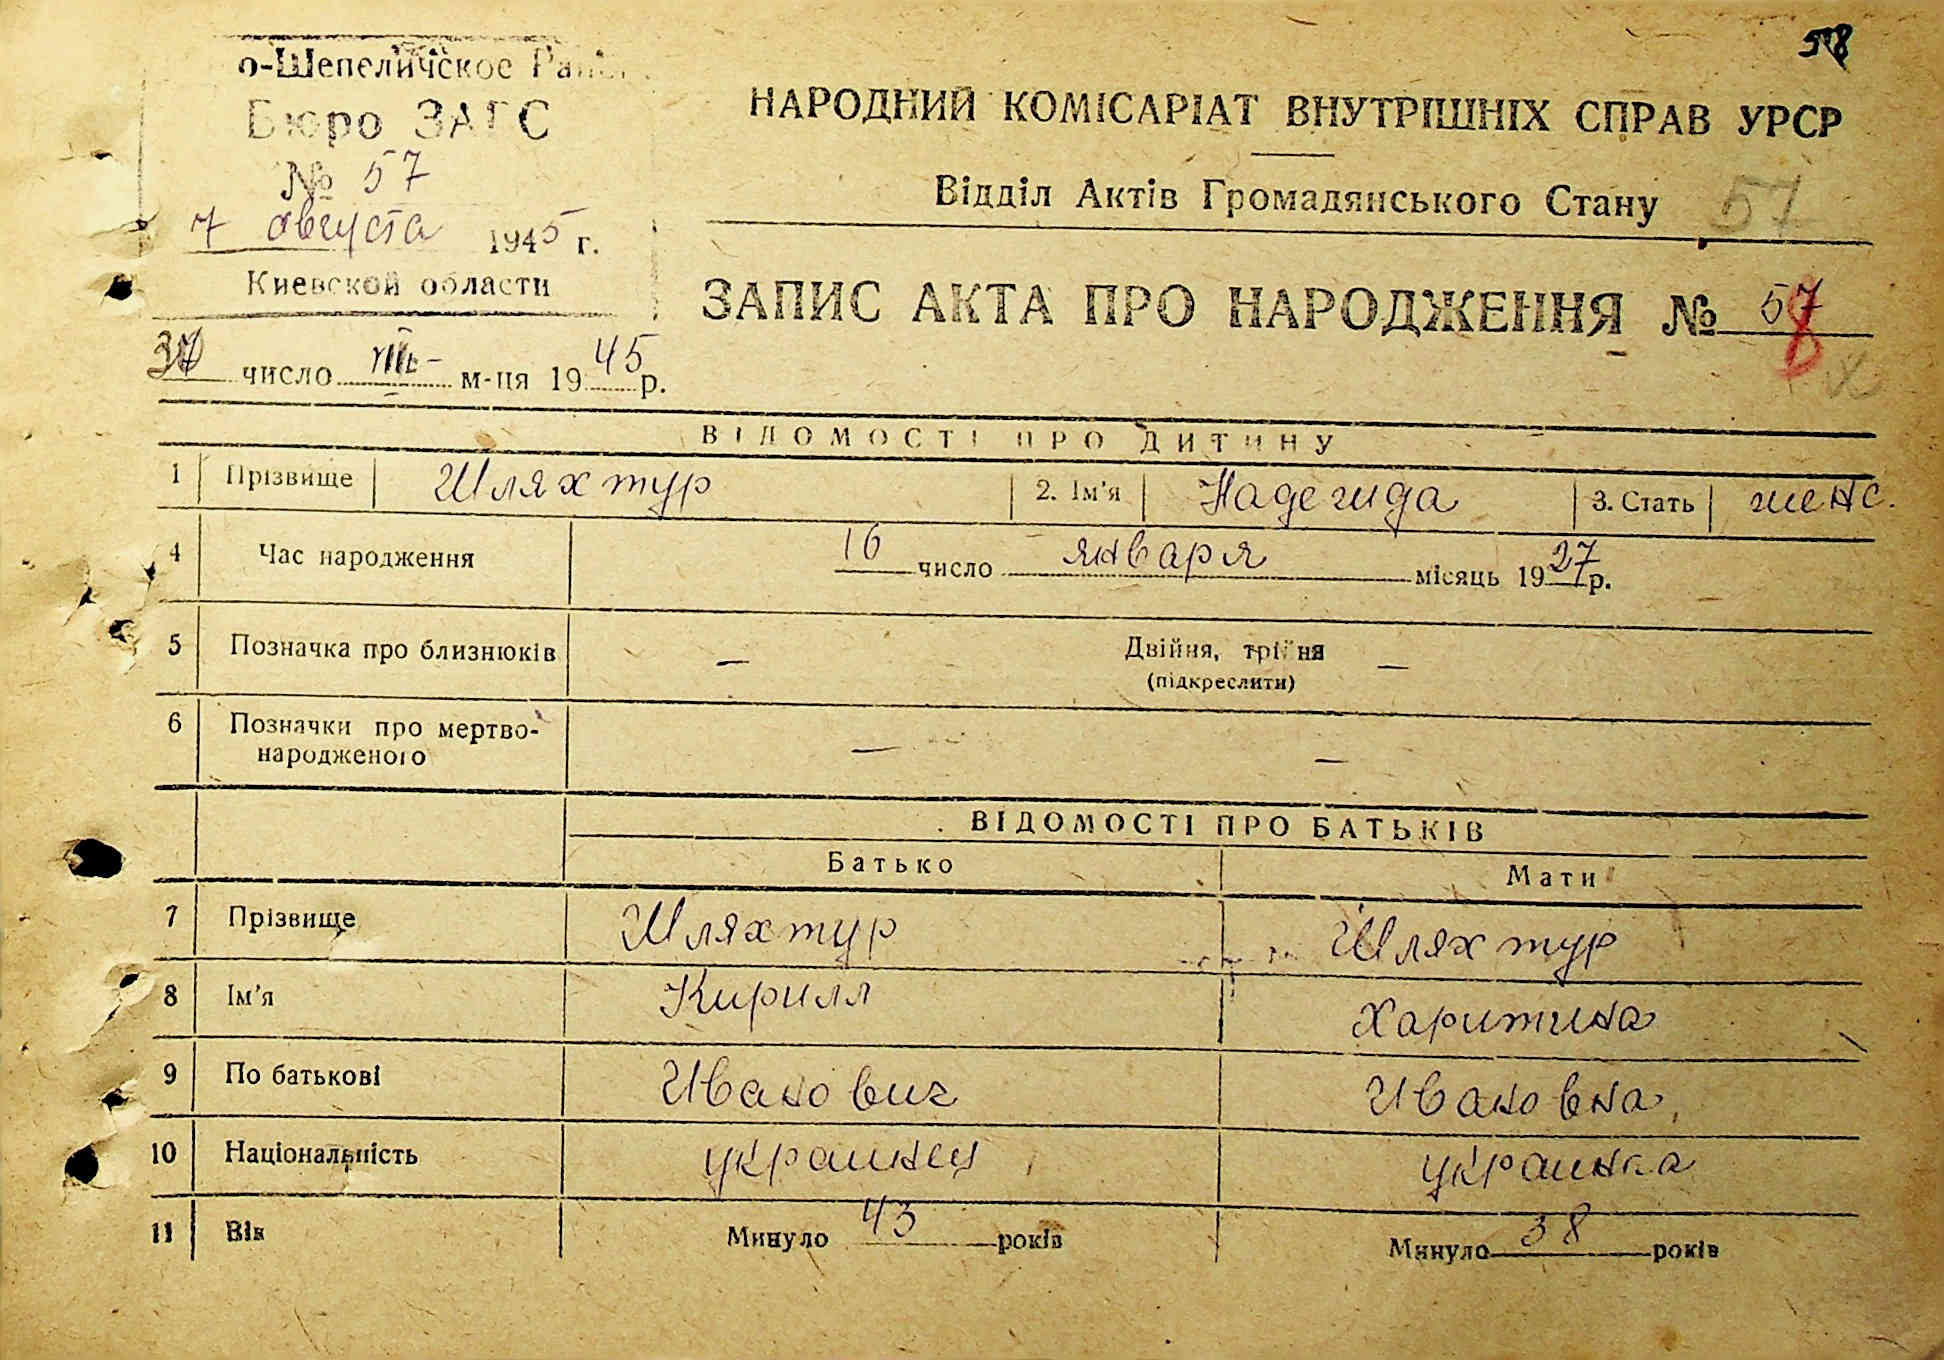 58
о-Шепеличское Рай
Бюро ЗАГС
№ 57
7 августа 1945 г.
Киевской области
НАРОДНИЙ КОМІСАРІАТ ВНУТРІШНІХ СПРАВ УРСР
Відділ Актів Громадянського Стану 57
ЗАПИС АКТА ПРО НАРОДЖЕННЯ № 57
число м-ця 1945 р.
ВІДОМОСТІ ПРО ДИТИНУ
1 Прізвище Шляхтур 2. Ім'я Надежда 3. Стать женс.
4 Час народження 16 число января місяць 1927 р.
5 Позначка про близнюків — Двійня, трійня —
(підкреслити)
6 Позначки про мертво-
народженого — —
ВІДОМОСТІ ПРО БАТЬКІВ
Батько Мати
7 Прізвище Шляхтур Шляхтур
8 Ім'я Кирилл Харитина
9 По батькові Иванович Ивановна
10 Національність украинец украинка
11 Вік Минуло 43 років Минуло 38 років